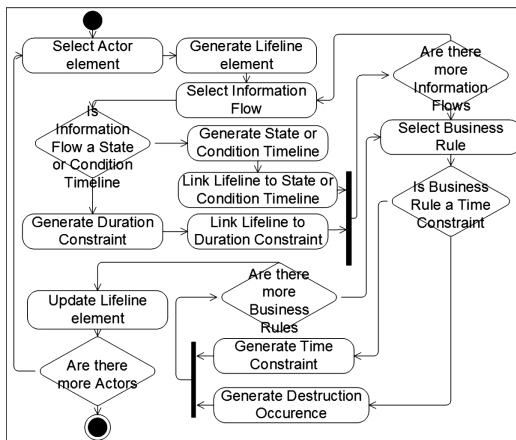 Select Actor
element
Generate Lifeline
element
Select Information
Flow
Is
Information
Flow a State
or Condition
Timeline
Generate State or
Condition Timeline
Link Lifeline to State or
Condition Timeline
Generate Duration
Constraint
Link Lifeline to
Duration Constraint
Are there
more
Information
Flows
Select Business
Rule
Is Business
Rule a Time
Constraint
Are there
more
Business
Rules
Update Lifeline
element
Generate Time
Constraint
Are there
more Actors
Generate Destruction
Occurence